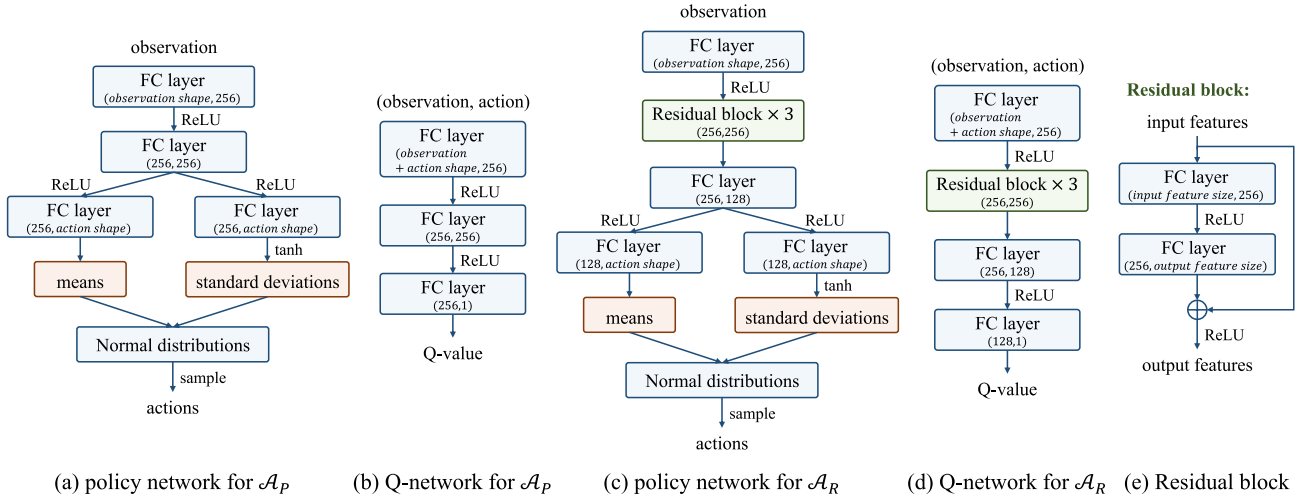 observation
FC layer
(observation shape, 256)
ReLU
FC layer
(256, 256)
ReLU
ReLU
FC layer
(256, action shape)
FC layer
(256, action shape)
tanh
means
standard deviations
Normal distributions
sample
actions
(a) policy network for 𝒜_P
(observation, action)
FC layer
(observation
+ action shape, 256)
ReLU
FC layer
(256, 256)
ReLU
FC layer
(256,1)
Q-value
(b) Q-network for 𝒜_P
observation
FC layer
(observation shape, 256)
ReLU
Residual block × 3
(256,256)
FC layer
(256, 128)
ReLU
ReLU
FC layer
(128, action shape)
FC layer
(128, action shape)
tanh
means
standard deviations
Normal distributions
sample
actions
(c) policy network for 𝒜_R
(observation, action)
FC layer
(observation
+ action shape, 256)
ReLU
Residual block × 3
(256,256)
FC layer
(256, 128)
ReLU
FC layer
(128,1)
Q-value
(d) Q-network for 𝒜_R
Residual block:
input features
FC layer
(input feature size, 256)
ReLU
FC layer
(256, output feature size)
ReLU
output features
(e) Residual block